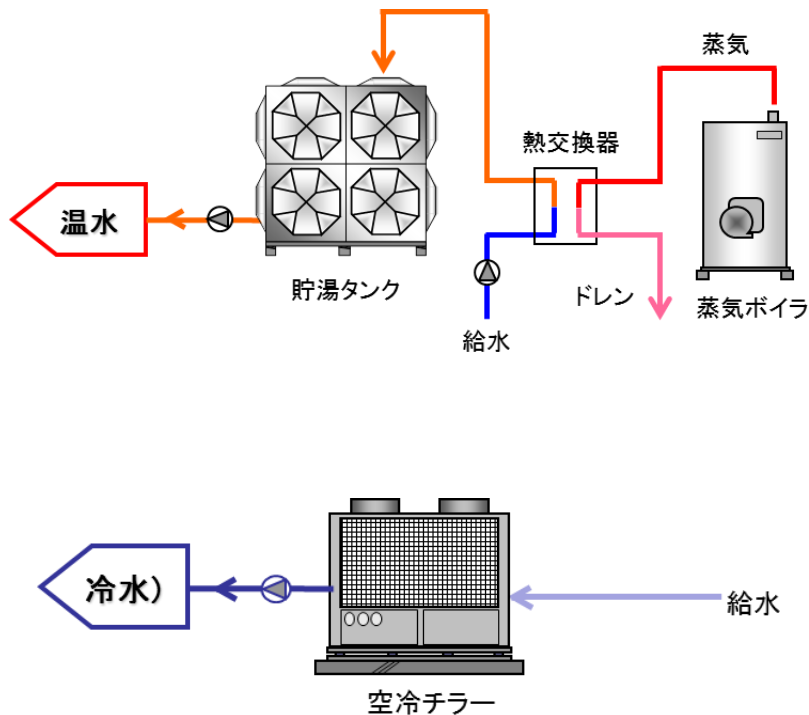 蒸気
熱交換器
温水
貯湯タンク
ドレン
蒸気ボイラ
給水
冷水）
給水
空冷チラー